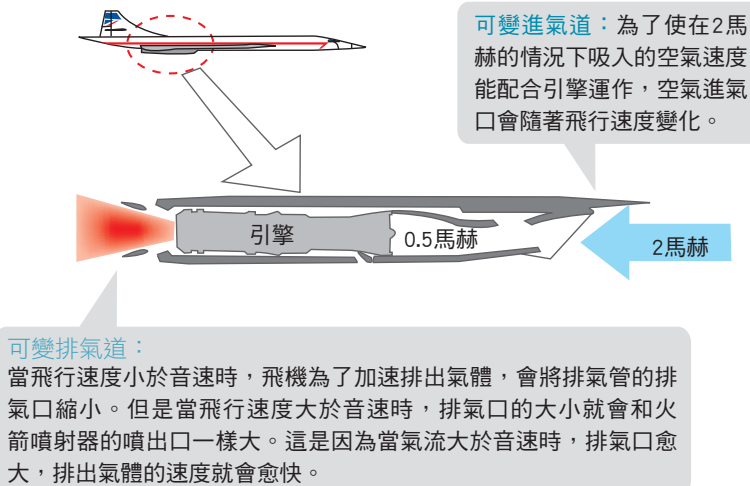 可變進氣道：為了使在2馬
赫的情況下吸入的空氣速度
能配合引擎運作，空氣進氣
口會隨著飛行速度變化。
引擎
0.5馬赫
2馬赫
可變排氣道：
當飛行速度小於音速時，飛機為了加速排出氣體，會將排氣管的排
氣口縮小。但是當飛行速度大於音速時，排氣口的大小就會和火
箭噴射器的噴出口一樣大。這是因為當氣流大於音速時，排氣口愈
大，排出氣體的速度就會愈快。